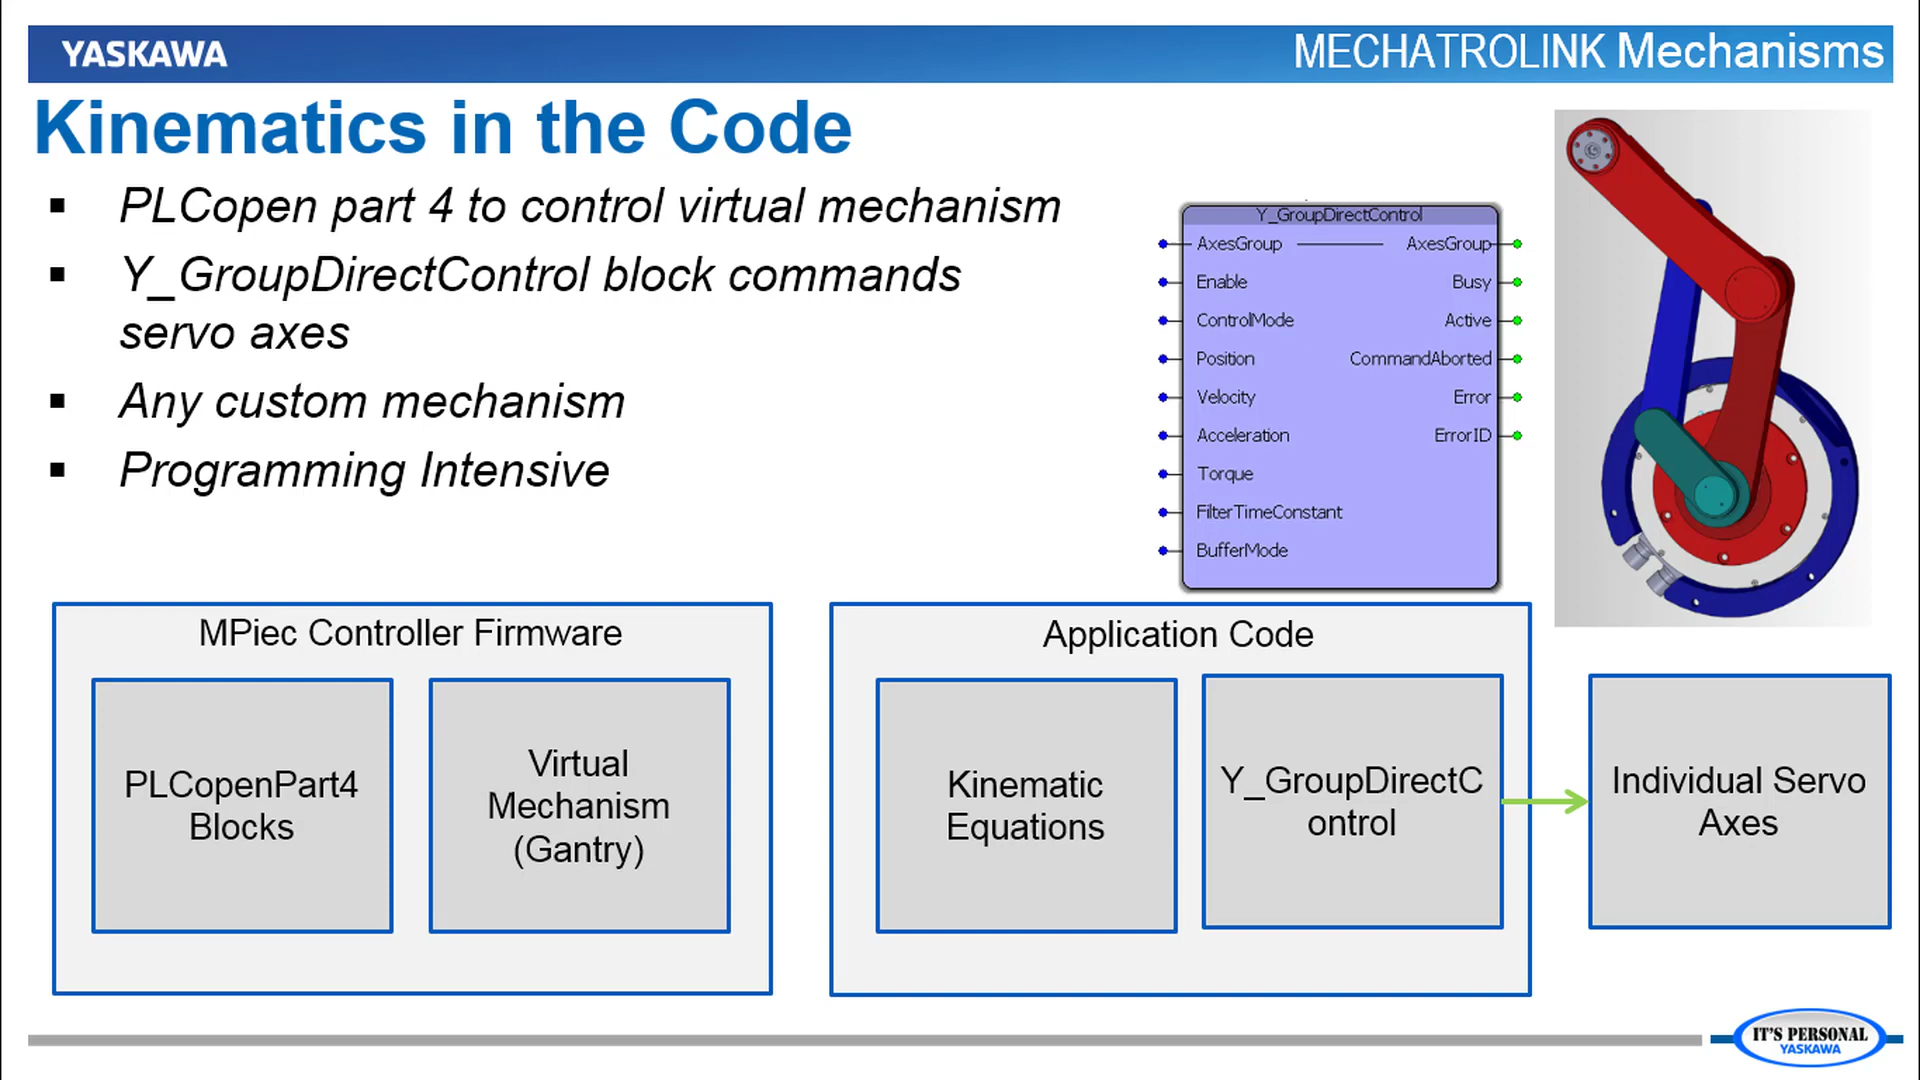 YASKAWA
MECHATROLINK Mechanisms
Kinematics in the Code
PLCopen part 4 to control virtual mechanism
Y_GroupDirectControl block commands
servo axes
Any custom mechanism
Programming Intensive
Y_GroupDirectControl
AxesGroup AxesGroup
Enable Busy
ControlMode Active
Position CommandAborted
Velocity Error
Acceleration ErrorID
Torque
FilterTimeConstant
BufferMode
MPiec Controller Firmware
PLCopenPart4
Blocks
Virtual
Mechanism
(Gantry)
Application Code
Kinematic
Equations
Y_GroupDirectC
ontrol
Individual Servo
Axes
IT'S PERSONAL
YASKAWA